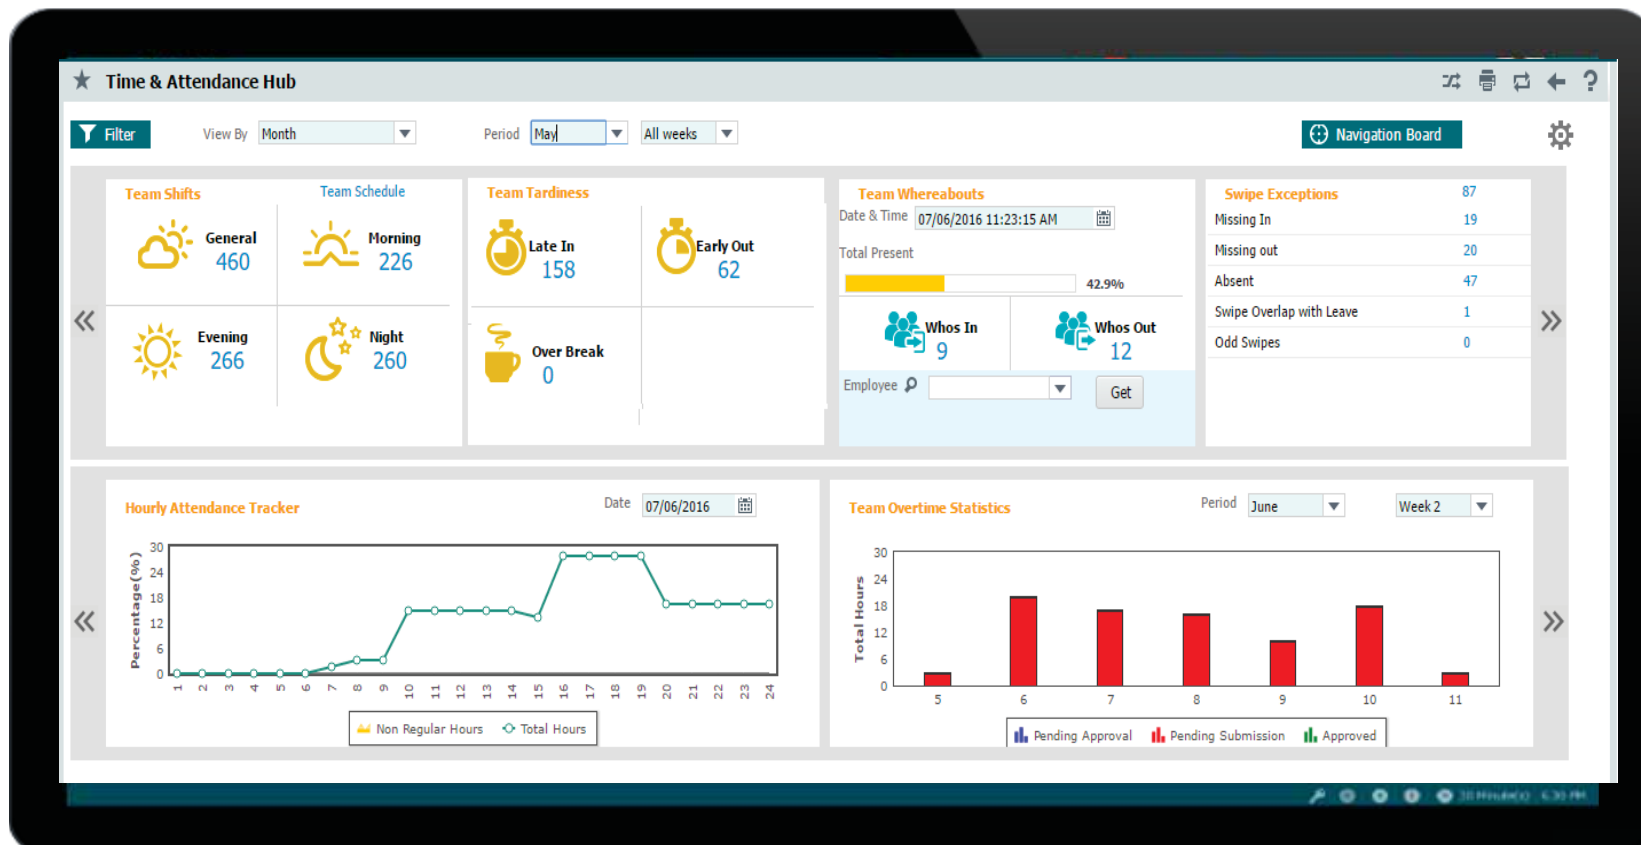 Time & Attendance Hub
?
Filter
View By Month
Period May All weeks
Navigation Board
Team Shifts Team Schedule
General
460
Morning
226
Evening
266
Night
260
Team Tardiness
Late In
158
Early Out
62
Over Break
0
Team Whereabouts
Date & Time 07/06/2016 11:23:15 AM
Total Present
42.9%
Whos In
9
Whos Out
12
Employee
Get
Swipe Exceptions 87
Missing In 19
Missing out 20
Absent 47
Swipe Overlap with Leave 1
Odd Swipes 0
Hourly Attendance Tracker Date 07/06/2016
Percentage(%)
30
24
18
12
6
0
1 2 3 4 5 6 7 8 9 10 11 12 13 14 15 16 17 18 19 20 21 22 23 24
Non Regular Hours Total Hours
Team Overtime Statistics Period June Week 2
Total Hours
30
24
18
12
6
0
5 6 7 8 9 10 11
Pending Approval Pending Submission Approved
30 Minute(s) 6:30 PM